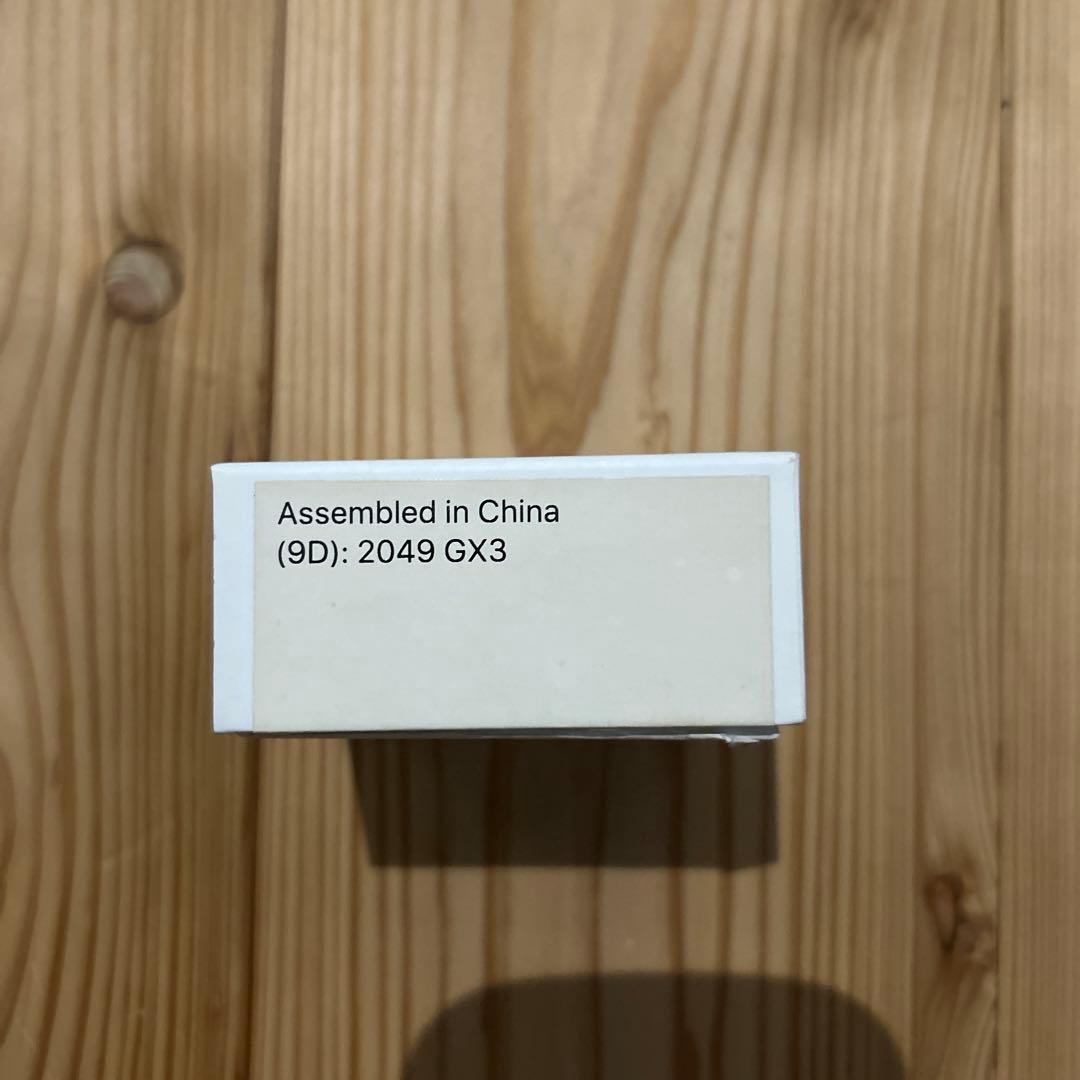 Assembled in China
(9D): 2049 GX3